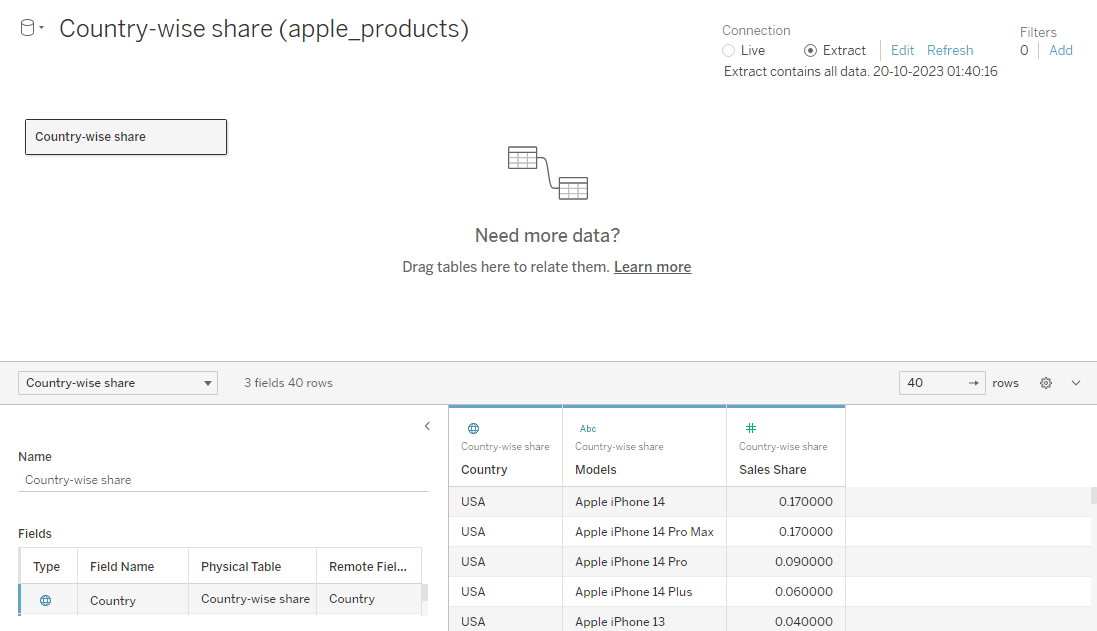 Country-wise share (apple_products)
Connection
Live Extract Edit Refresh
Extract contains all data. 20-10-2023 01:40:16
Filters
0 Add
Country-wise share
Need more data?
Drag tables here to relate them. Learn more
Country-wise share 3 fields 40 rows 40 → rows
Name
Country-wise share
Fields
Type Field Name Physical Table Remote Fiel...
Country Country-wise share Country
Abc #
Country-wise share Country-wise share Country-wise share
Country Models Sales Share
USA Apple iPhone 14 0.170000
USA Apple iPhone 14 Pro Max 0.170000
USA Apple iPhone 14 Pro 0.090000
USA Apple iPhone 14 Plus 0.060000
USA Apple iPhone 13 0.040000